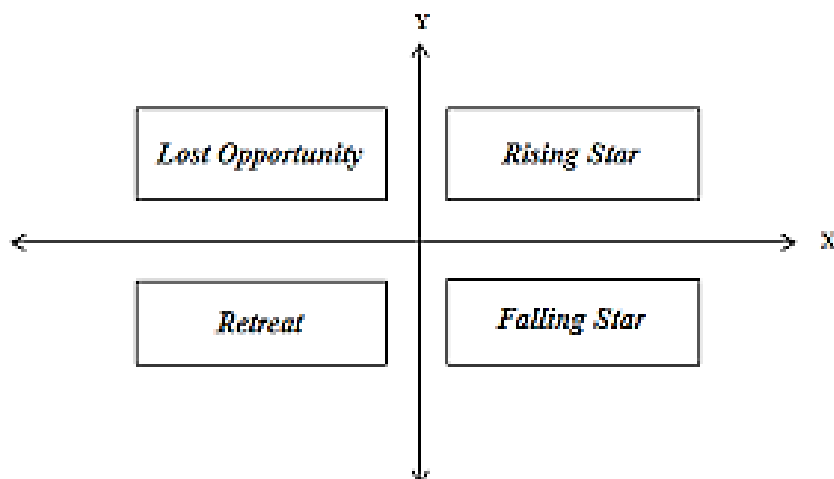 Y
Lost Opportunity
Rising Star
X
Retreat
Falling Star